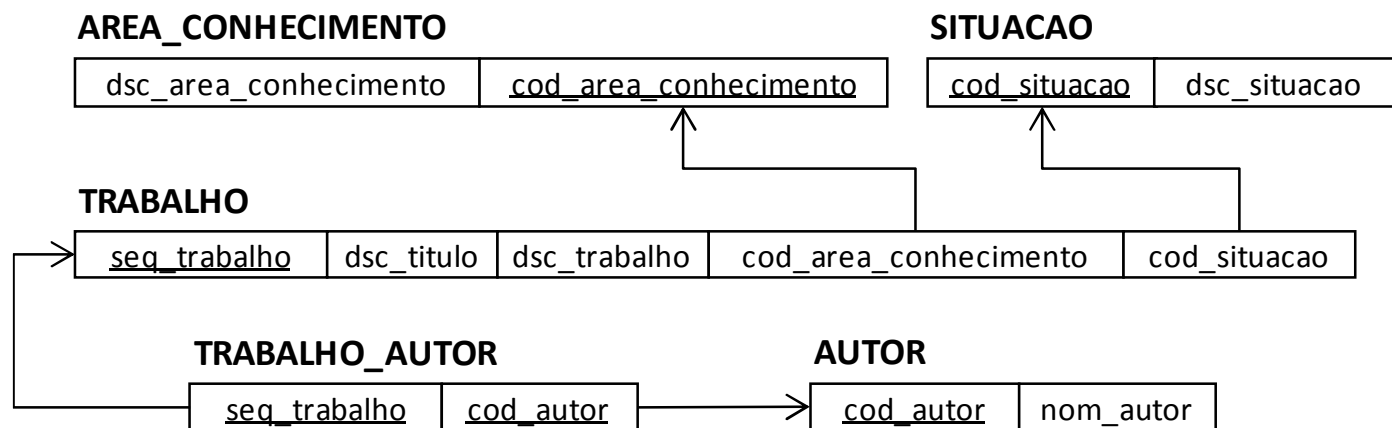 AREA_CONHECIMENTO SITUACAO
dsc_area_conhecimento cod_area_conhecimento cod_situacao dsc_situacao
TRABALHO
seq_trabalho dsc_titulo dsc_trabalho cod_area_conhecimento cod_situacao
TRABALHO_AUTOR AUTOR
seq_trabalho cod_autor cod_autor nom_autor